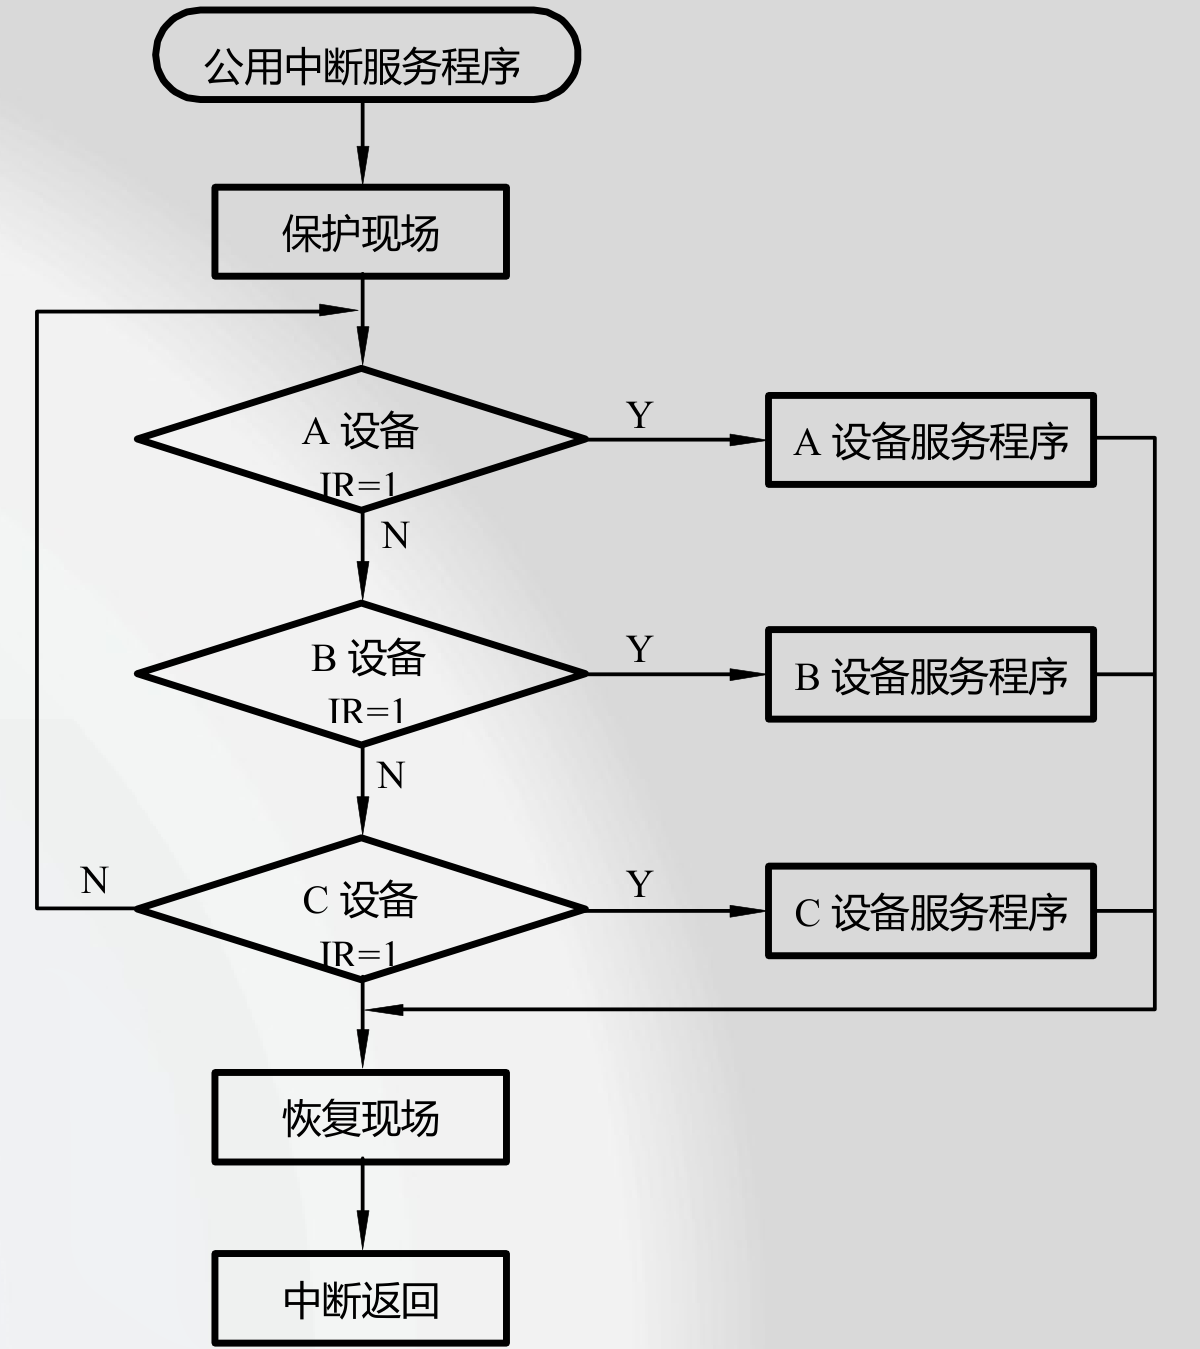 公用中断服务程序
保护现场
A 设备
IR=1
Y
A 设备服务程序
N
B 设备
IR=1
Y
B 设备服务程序
N
C 设备
IR=1
N
Y
C 设备服务程序
恢复现场
中断返回